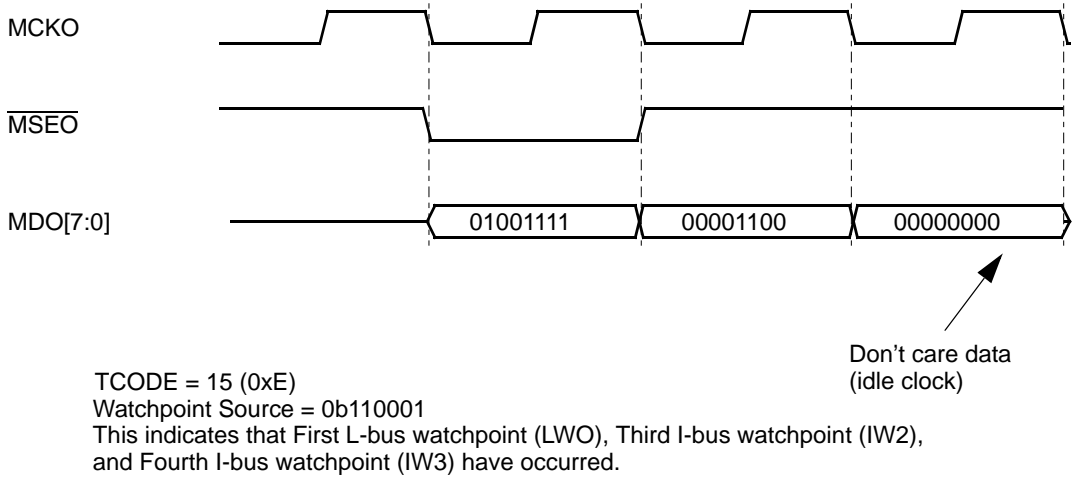 MCKO
MSEO
MDO[7:0]
01001111
00001100
00000000
Don't care data
(idle clock)
TCODE = 15 (0xE)
Watchpoint Source = 0b110001
This indicates that First L-bus watchpoint (LWO), Third I-bus watchpoint (IW2),
and Fourth I-bus watchpoint (IW3) have occurred.